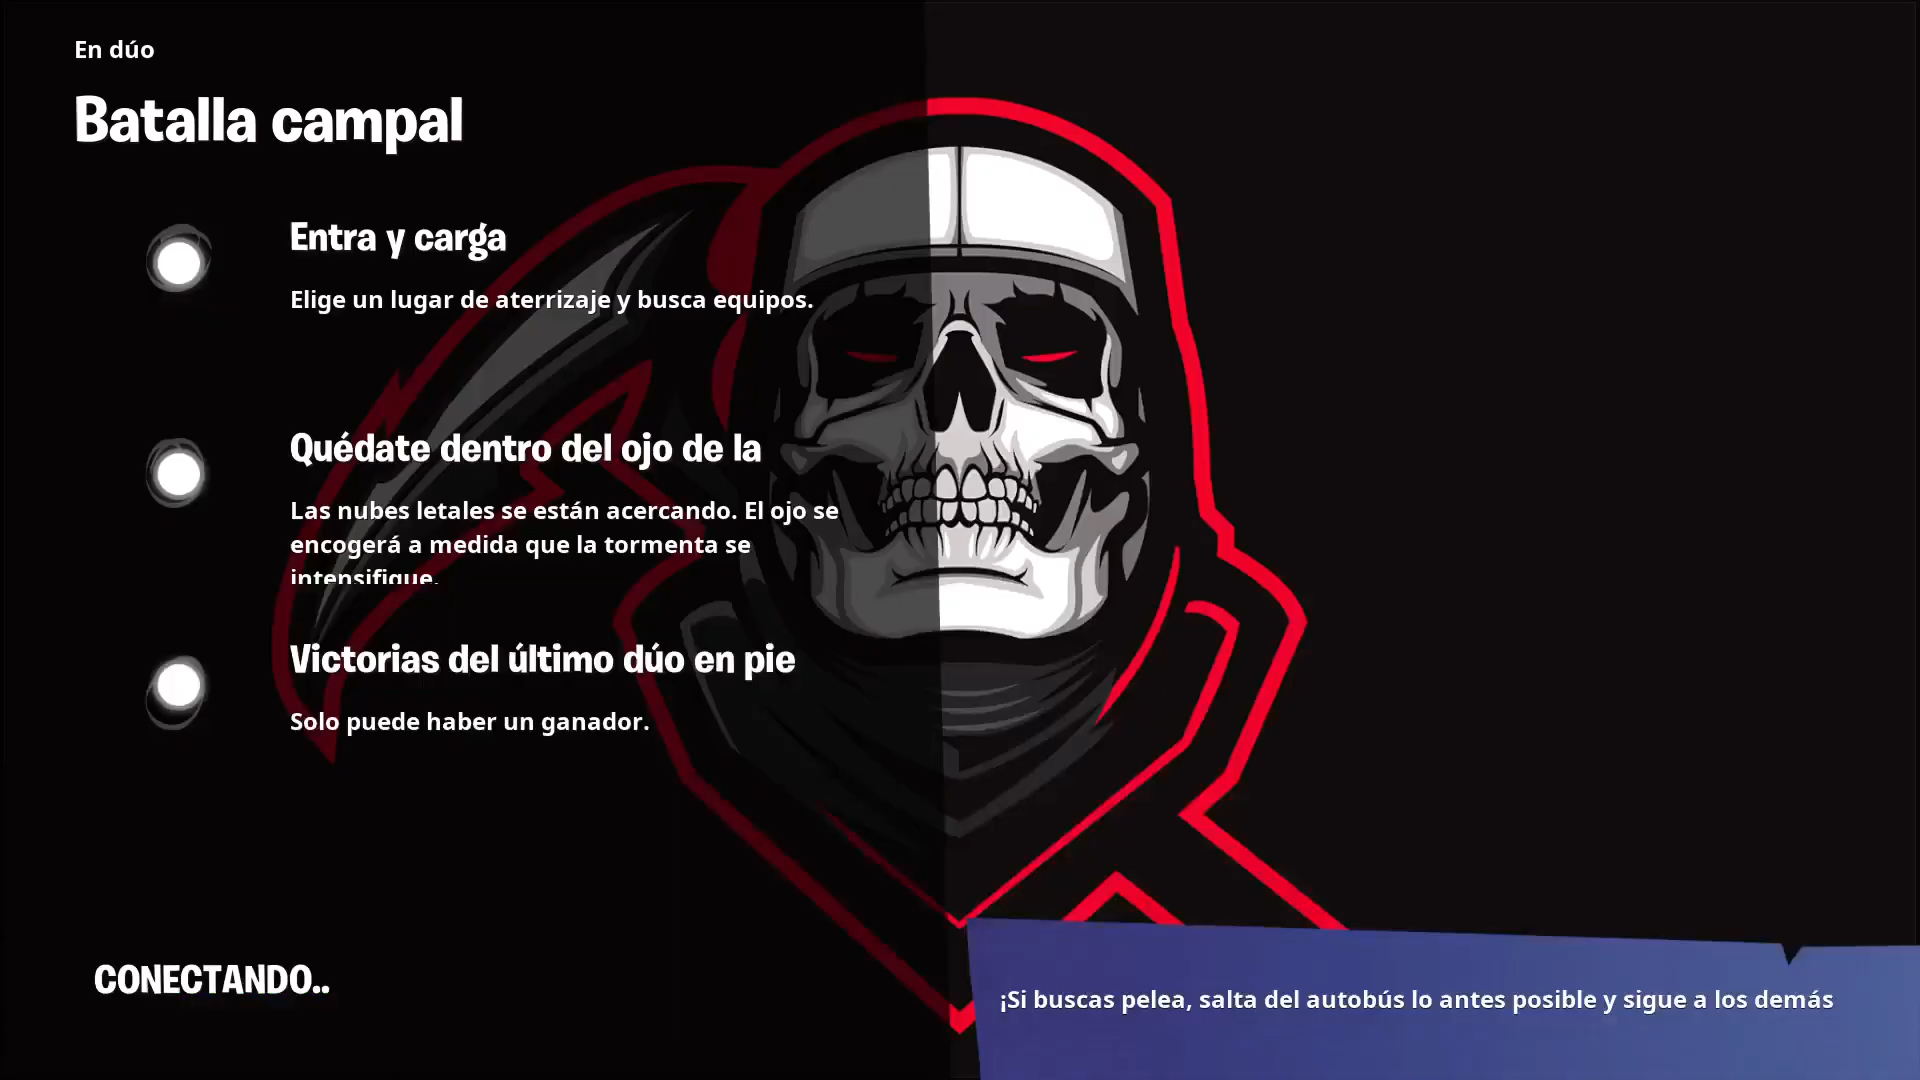 En dúo
Batalla campal
Entra y carga
Elige un lugar de aterrizaje y busca equipos.
Quédate dentro del ojo de la
Las nubes letales se están acercando. El ojo se
encogerá a medida que la tormenta se
intensifique.
Victorias del último dúo en pie
Solo puede haber un ganador.
CONECTANDO..
¡Si buscas pelea, salta del autobús lo antes posible y sigue a los demás